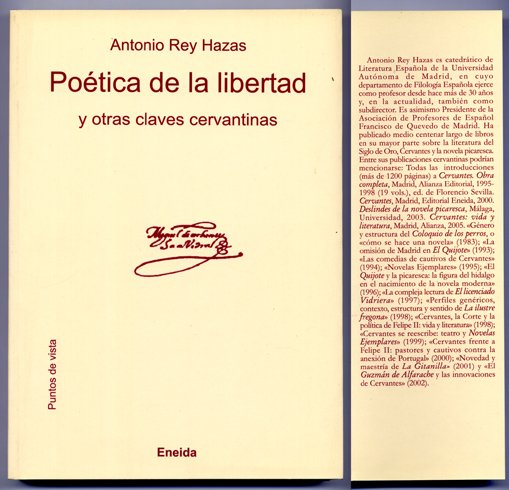 Antonio Rey Hazas
Poética de la libertad
y otras claves cervantinas
Miguel de Cervantes
Saavedra
Puntos de vista
Eneida
Antonio Rey Hazas es catedrático de
Literatura Española de la Universidad
Autónoma de Madrid, en cuyo
departamento de Filología Española ejerce
como profesor desde hace más de 30 años
y, en la actualidad, también como
subdirector. Es asimismo Presidente de la
Asociación de Profesores de Español
Francisco de Quevedo de Madrid. Ha
publicado medio centenar largo de libros
en su mayor parte sobre la literatura del
Siglo de Oro, Cervantes y la novela picaresca.
Entre sus publicaciones cervantinas podrían
mencionarse: Todas las introducciones
(más de 1200 páginas) a Cervantes. Obra
completa, Madrid, Alianza Editorial, 1995-
1998 (19 vols.), ed. de Florencio Sevilla.
Cervantes, Madrid, Editorial Eneida, 2000.
Deslindes de la novela picaresca, Málaga,
Universidad, 2003. Cervantes: vida y
literatura, Madrid, Alianza, 2005. «Género
y estructura del Coloquio de los perros, o
«cómo se hace una novela» (1983); «La
omisión de Madrid en El Quijote» (1993);
«Las comedias de cautivos de Cervantes»
(1994); «Novelas Ejemplares» (1995); «El
Quijote y la picaresca: la figura del hidalgo
en el nacimiento de la novela moderna»
(1996); «La compleja lectura de El licenciado
Vidriera» (1997); «Perfiles genéricos,
contexto, estructura y sentido de La ilustre
fregona» (1998); «Cervantes, la Corte y la
política de Felipe II: vida y literatura» (1998);
«Cervantes se reescribe: teatro y Novelas
Ejemplares» (1999); «Cervantes frente a
Felipe II: pastores y cautivos contra la
anexión de Portugal» (2000); «Novedad y
maestría de La Gitanilla» (2001) y «El
Guzmán de Alfarache y las innovaciones
de Cervantes» (2002).